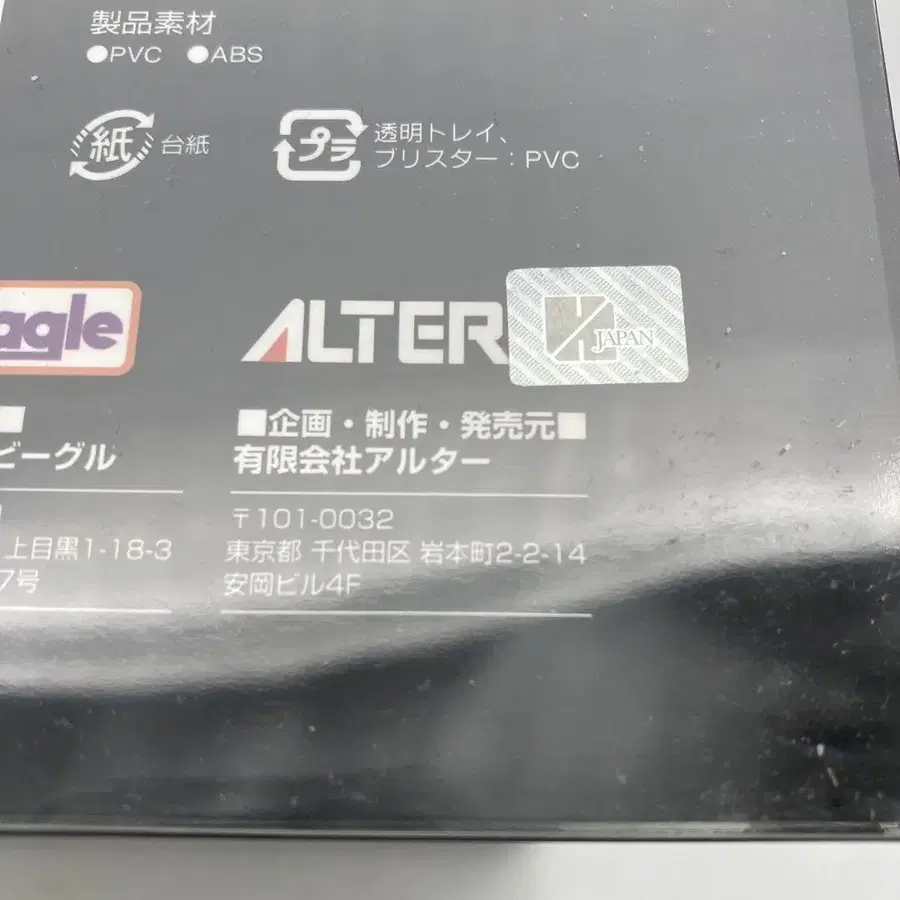 製品素材
●PVC ●ABS
紙 台紙
プラ 透明トレイ、
ブリスター：PVC
agle
ALTER
JAPAN
■企画・制作・発売元■
有限会社アルター
〒101-0032
東京都 千代田区 岩本町2-2-14
安岡ビル4F
■
ビーグル
上目黒1-18-3
7号